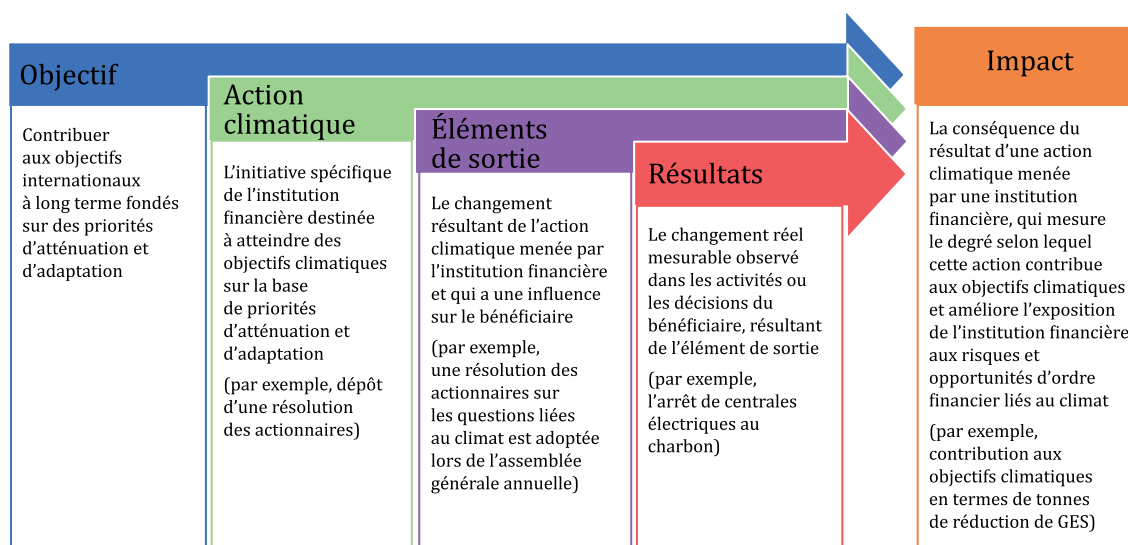 Objectif
Contribuer
aux objectifs
internationaux
à long terme fondés
sur des priorités
d’atténuation et
d’adaptation
Action
climatique
L’initiative spécifique
de l’institution
financière destinée
à atteindre des
objectifs climatiques
sur la base
de priorités
d’atténuation et
d’adaptation
(par exemple, dépôt
d’une résolution
des actionnaires)
Éléments
de sortie
Le changement
résultant de l’action
climatique menée par
l’institution financière
et qui a une influence
sur le bénéficiaire
(par exemple,
une résolution des
actionnaires sur
les questions liées
au climat est adoptée
lors de l’assemblée
générale annuelle)
Résultats
Le changement réel
mesurable observé
dans les activités ou
les décisions du
bénéficiaire, résultant
de l’élément de sortie
(par exemple,
l’arrêt de centrales
électriques au
charbon)
Impact
La conséquence du
résultat d’une action
climatique menée
par une institution
financière, qui mesure
le degré selon lequel
cette action contribue
aux objectifs climatiques
et améliore l’exposition
de l’institution financière
aux risques et
opportunités d’ordre
financier liés au climat
(par exemple,
contribution aux
objectifs climatiques
en termes de tonnes
de réduction de GES)